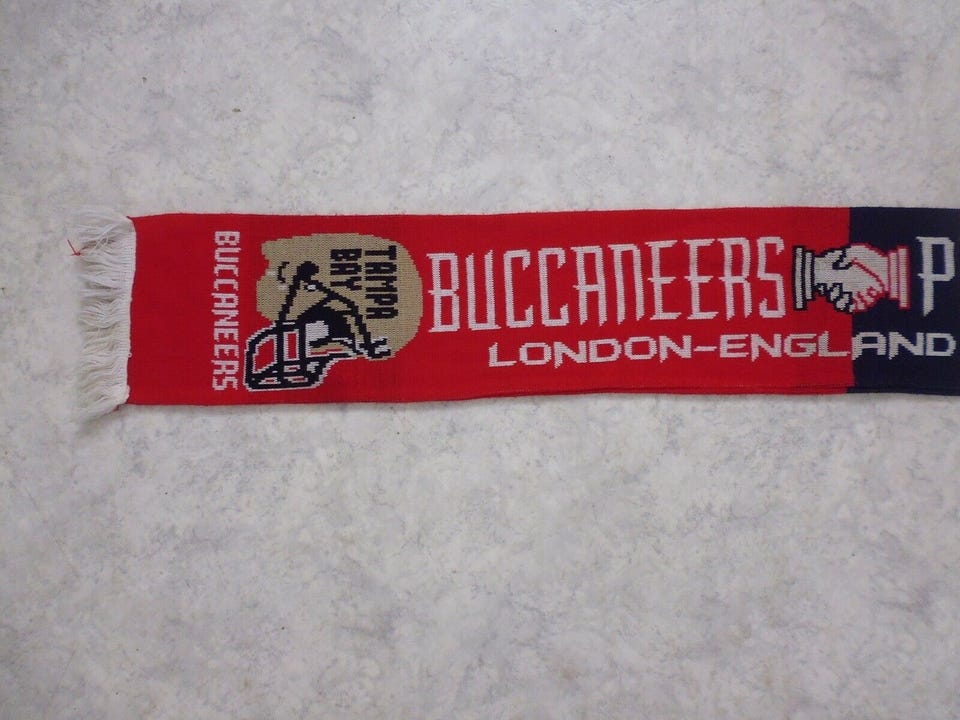 BUCCANEERS
TAMPA
BAY
BUCCANEERS P
LONDON-ENGLAND